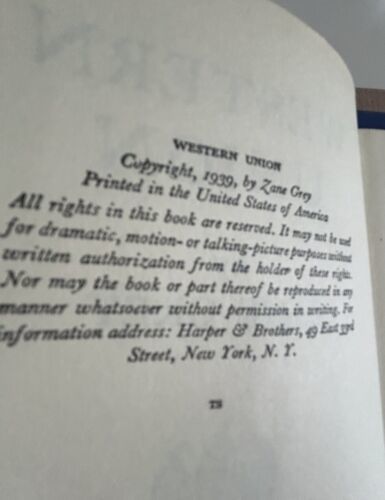 WESTERN UNION
Copyright, 1939, by Zane Grey
Printed in the United States of America
All rights in this book are reserved. It may not be used
for dramatic, motion- or talking-picture purposes without
written authorization from the holder of these rights.
Nor may the book or part thereof be reproduced in any
manner whatsoever without permission in writing. For
information address: Harper & Brothers, 49 East 33rd
Street, New York, N. Y.